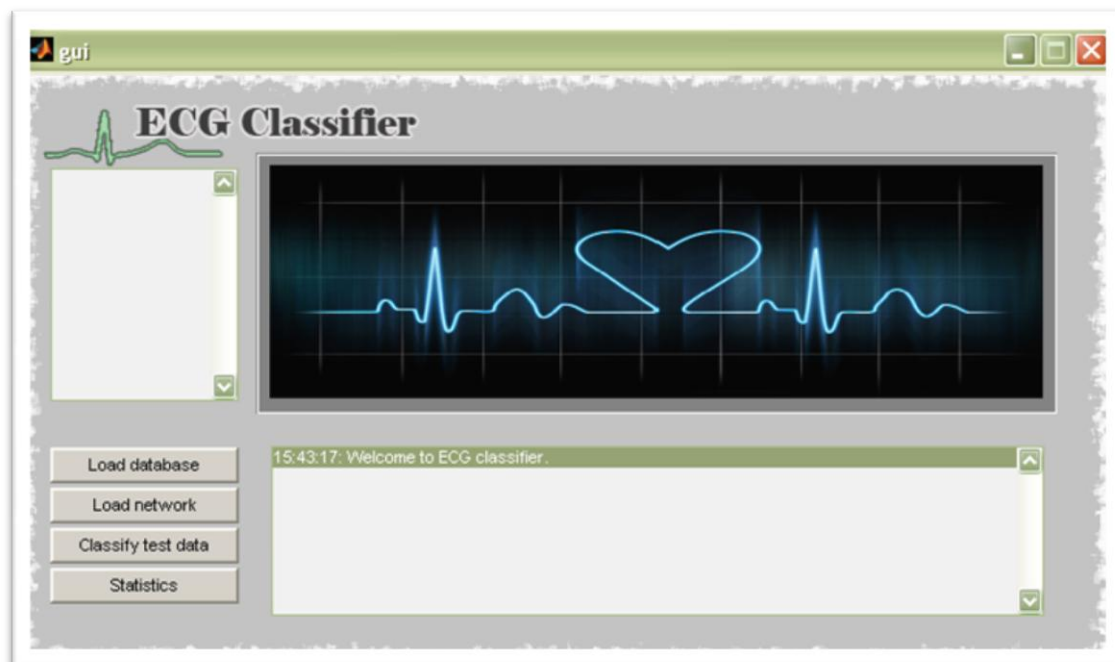 gui
ECG Classifier
15:43:17: Welcome to ECG classifier.
Load database
Load network
Classify test data
Statistics